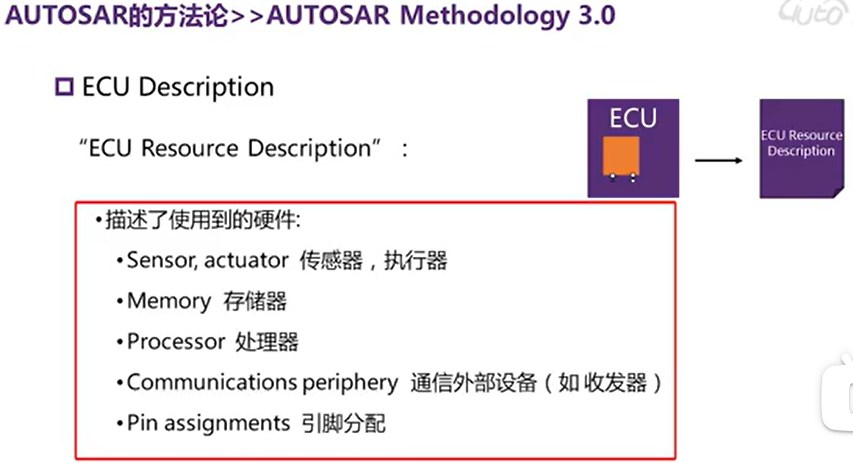 AUTOSAR的方法论>>AUTOSAR Methodology 3.0
auto
ECU Description
“ECU Resource Description”：
ECU
ECU Resource
Description
•描述了使用到的硬件:
•Sensor, actuator 传感器，执行器
•Memory 存储器
•Processor 处理器
•Communications periphery 通信外部设备（如 收发器）
•Pin assignments 引脚分配